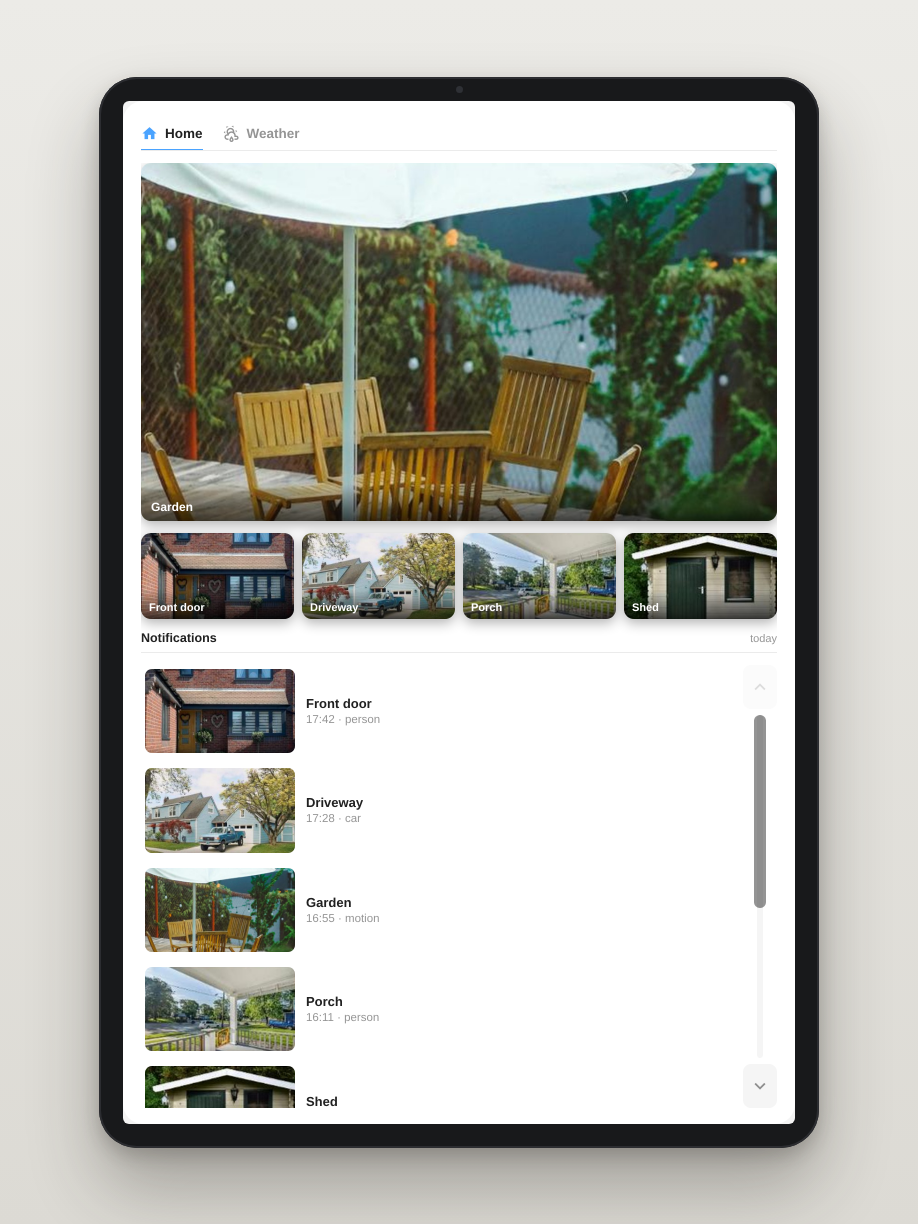 Home
Weather
Garden
Front door
Driveway
Porch
Shed
Notifications
today
Front door
17:42 · person
Driveway
17:28 · car
Garden
16:55 · motion
Porch
16:11 · person
Shed